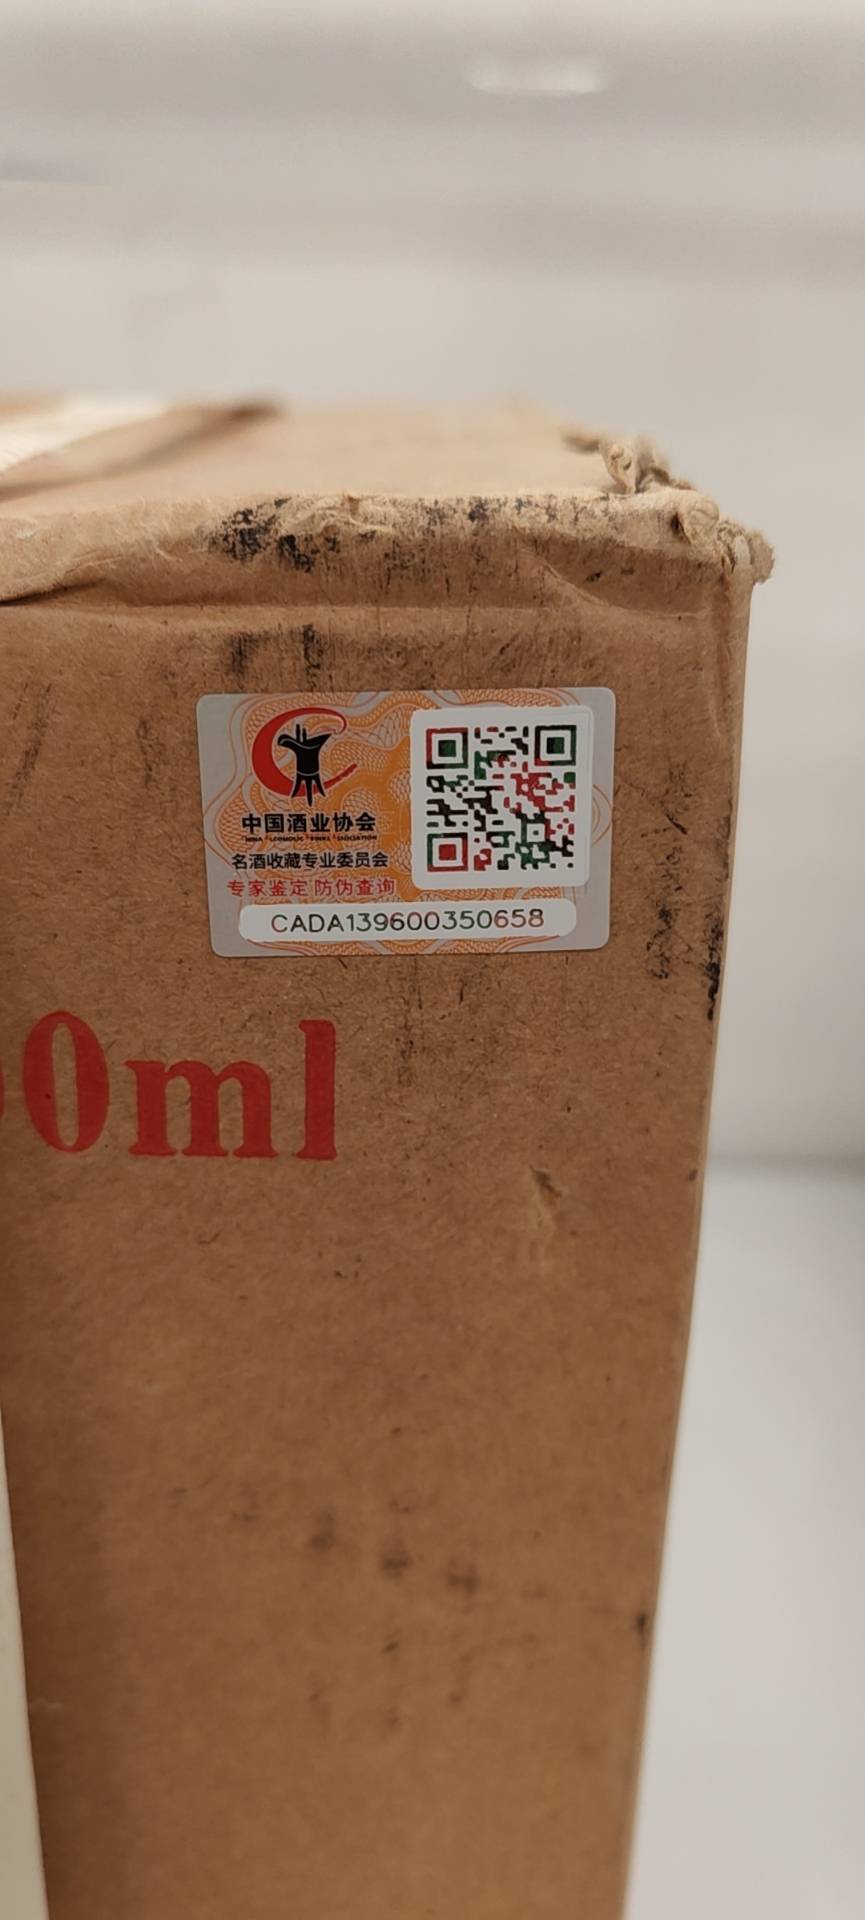 中国酒业协会
名酒收藏专业委员会
专家鉴定 防伪查询
CADA139600350658
0ml